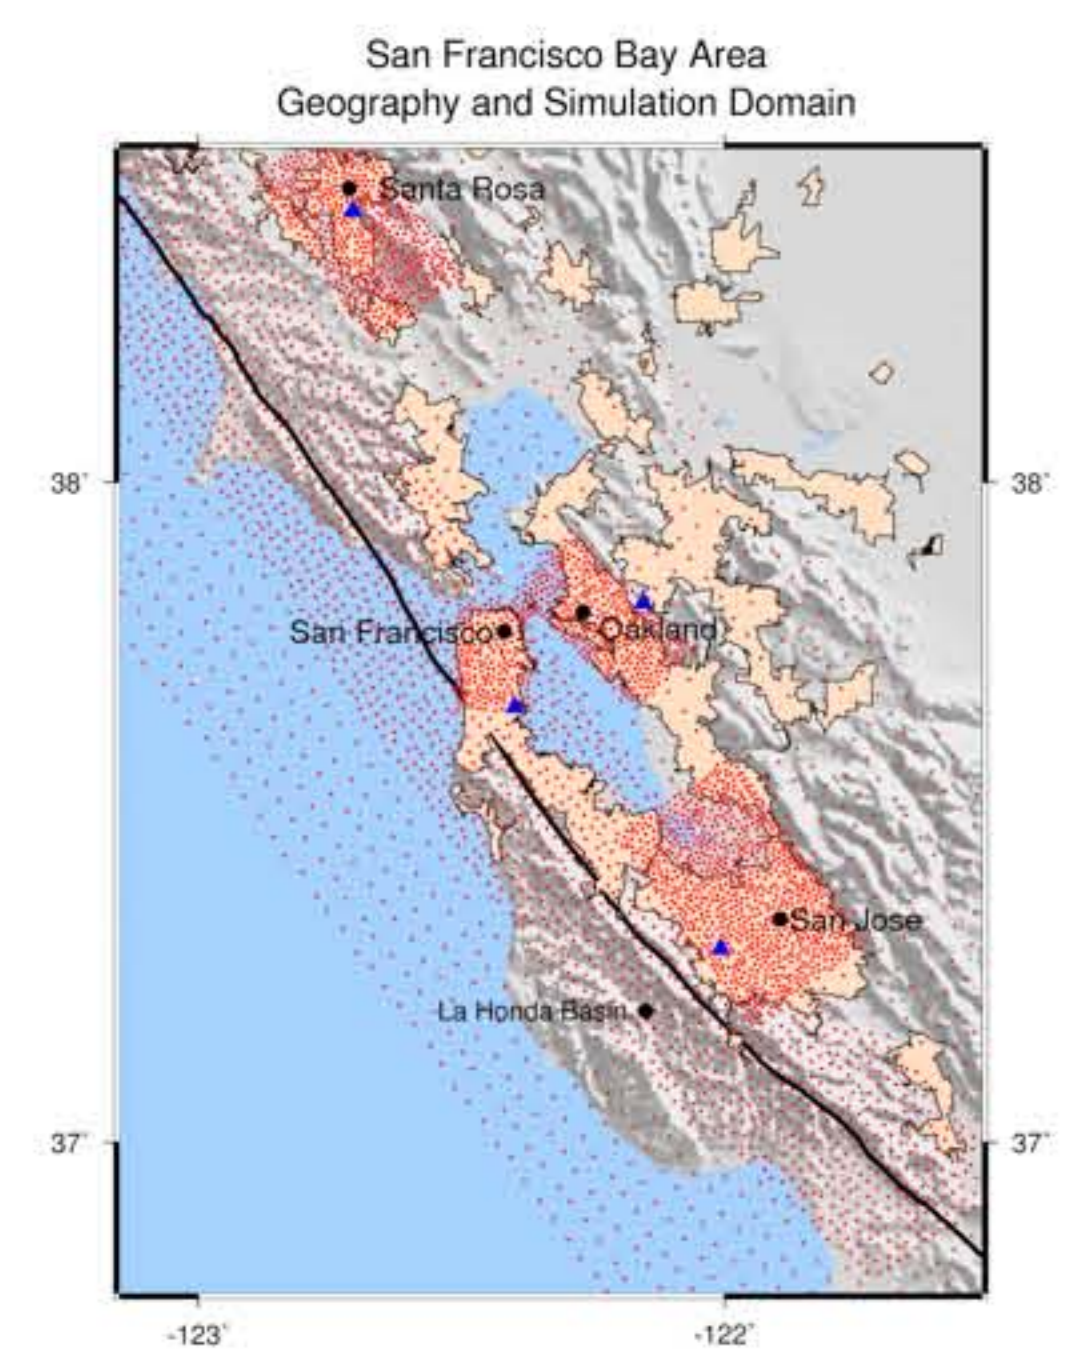 San Francisco Bay Area
Geography and Simulation Domain
Santa Rosa
38° 38°
San Francisco Oakland
San Jose
La Honda Basin
37° 37°
-123° -122°